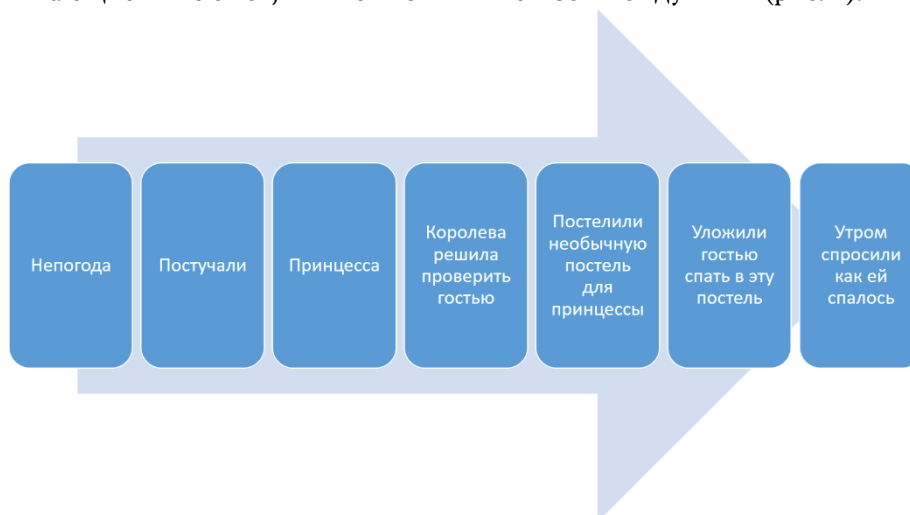 Непогода
Постучали
Принцесса
Королева
решила
проверить
гостью
Постелили
необычную
постель
для
принцессы
Уложили
гостью
спать в эту
постель
Утром
спросили
как ей
спалось